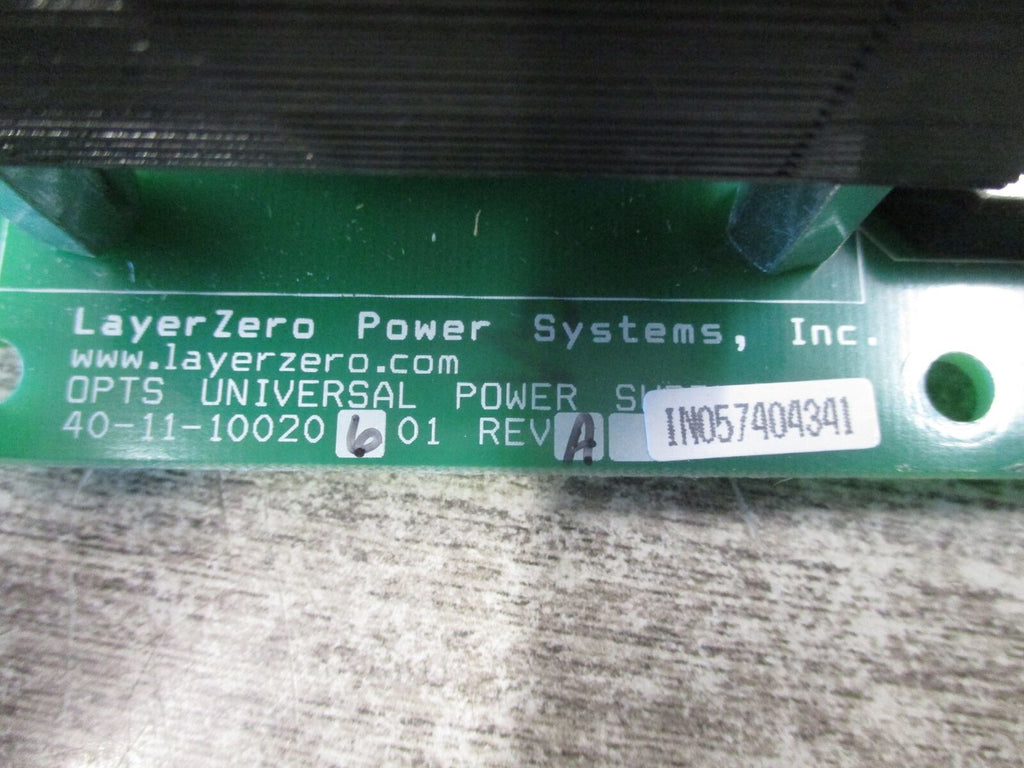 LayerZero Power Systems, Inc.
www.layerzero.com
OPTS UNIVERSAL POWER
40-11-10020 6 01 REV A
IN057404341